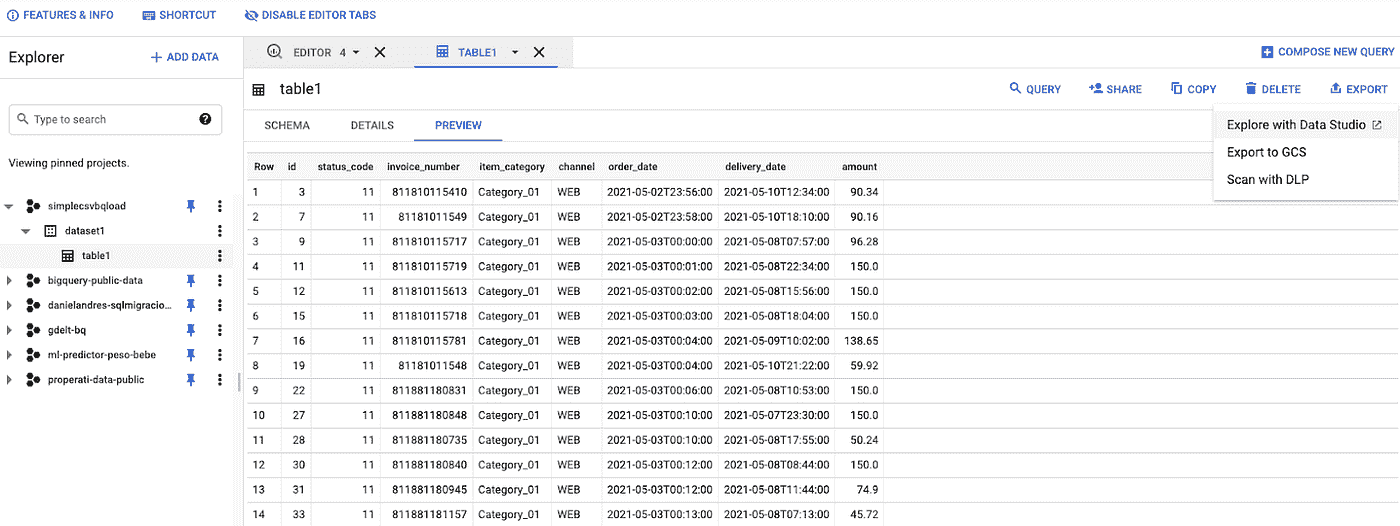 FEATURES & INFO SHORTCUT DISABLE EDITOR TABS
Explorer
ADD DATA
Type to search
Viewing pinned projects.
simplecsvbqload
dataset1
table1
bigquery-public-data
danielandres-sqlmigracio...
gdelt-bq
ml-predictor-peso-bebe
properati-data-public
EDITOR 4 TABLE1 COMPOSE NEW QUERY
table1 QUERY SHARE COPY DELETE EXPORT
SCHEMA DETAILS PREVIEW
Explore with Data Studio
Export to GCS
Scan with DLP
Row id status_code invoice_number item_category channel order_date delivery_date amount
1 3 11 811810115410 Category_01 WEB 2021-05-02T23:56:00 2021-05-10T12:34:00 90.34
2 7 11 81181011549 Category_01 WEB 2021-05-02T23:58:00 2021-05-10T18:10:00 90.16
3 9 11 811810115717 Category_01 WEB 2021-05-03T00:00:00 2021-05-08T07:57:00 96.28
4 11 11 811810115719 Category_01 WEB 2021-05-03T00:01:00 2021-05-08T22:34:00 150.0
5 12 11 811810115613 Category_01 WEB 2021-05-03T00:02:00 2021-05-08T15:56:00 150.0
6 15 11 811810115718 Category_01 WEB 2021-05-03T00:03:00 2021-05-08T18:04:00 150.0
7 16 11 811810115781 Category_01 WEB 2021-05-03T00:04:00 2021-05-09T10:02:00 138.65
8 19 11 81181011548 Category_01 WEB 2021-05-03T00:04:00 2021-05-10T21:22:00 59.92
9 22 11 811881180831 Category_01 WEB 2021-05-03T00:06:00 2021-05-08T10:53:00 150.0
10 27 11 811881180848 Category_01 WEB 2021-05-03T00:10:00 2021-05-07T23:30:00 150.0
11 28 11 811881180735 Category_01 WEB 2021-05-03T00:10:00 2021-05-08T17:55:00 50.24
12 30 11 811881180840 Category_01 WEB 2021-05-03T00:12:00 2021-05-08T08:44:00 150.0
13 31 11 811881180945 Category_01 WEB 2021-05-03T00:12:00 2021-05-08T11:44:00 74.9
14 33 11 811881181157 Category_01 WEB 2021-05-03T00:13:00 2021-05-08T07:13:00 45.72